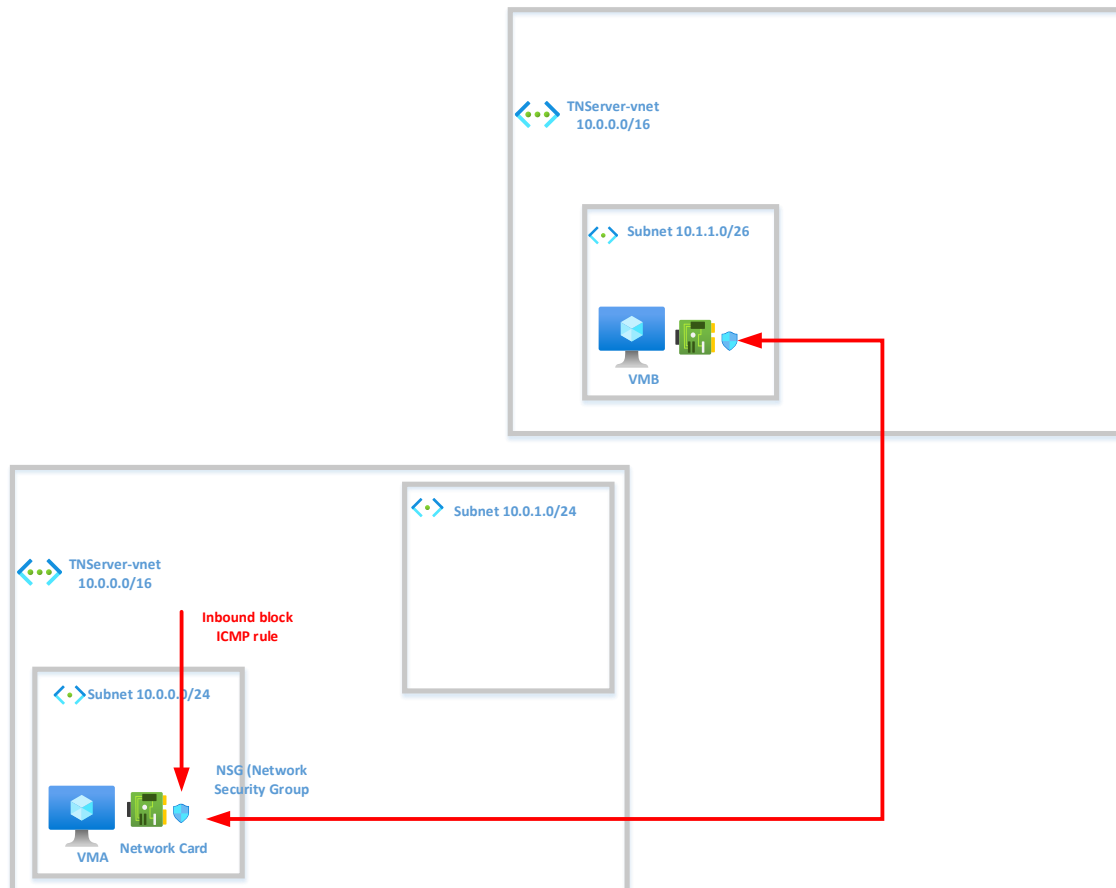 TNServer-vnet
10.0.0.0/16
Subnet 10.1.1.0/26
VMB
Subnet 10.0.1.0/24
TNServer-vnet
10.0.0.0/16
Inbound block
ICMP rule
Subnet 10.0.0.0/24
NSG (Network
Security Group
Network Card
VMA